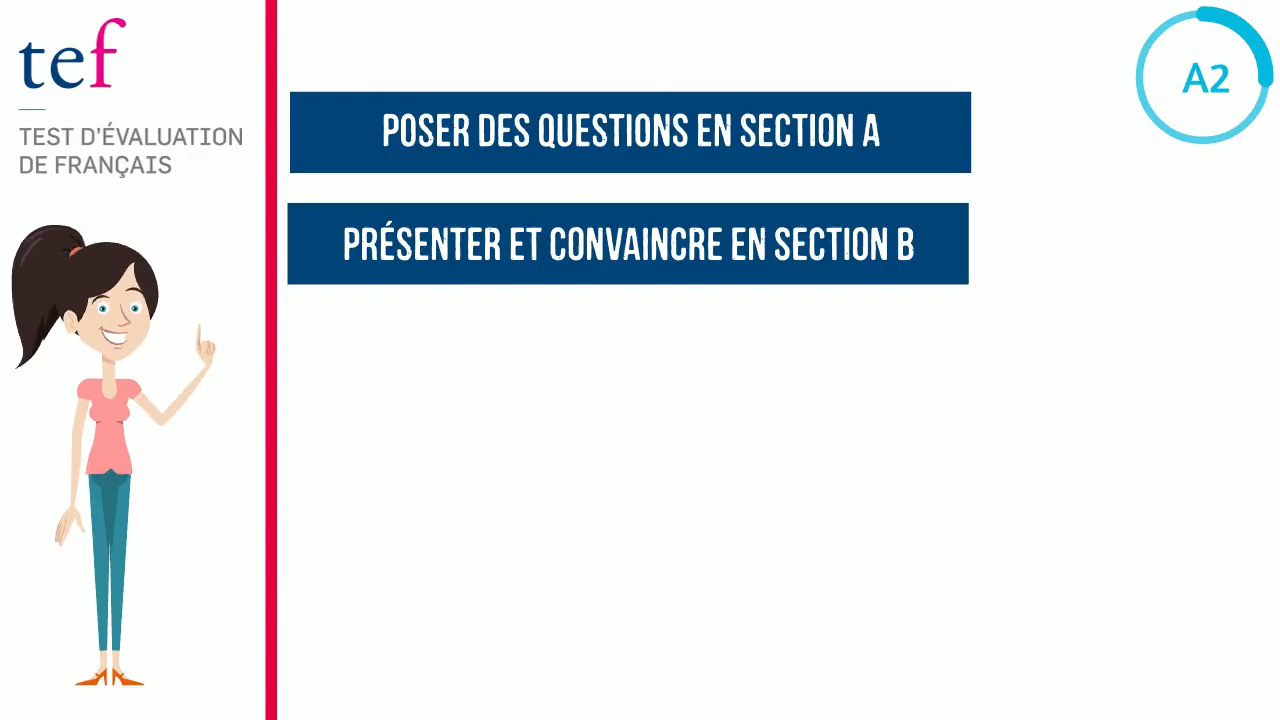 tef
TEST D'ÉVALUATION
DE FRANÇAIS
POSER DES QUESTIONS EN SECTION A
PRÉSENTER ET CONVAINCRE EN SECTION B
A2